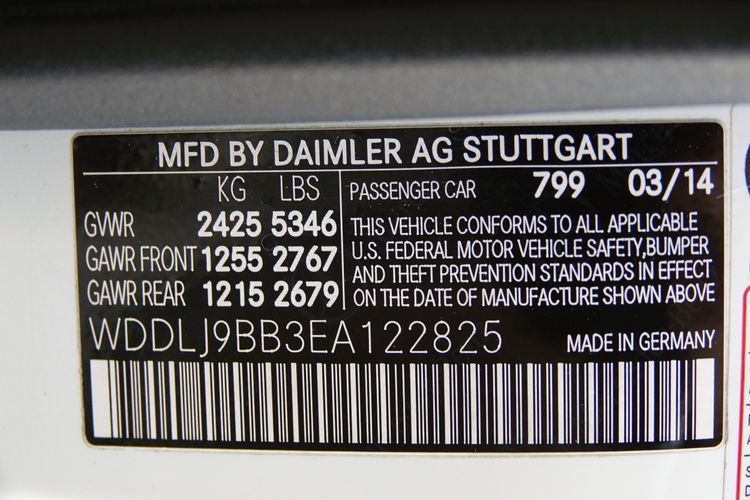 MFD BY DAIMLER AG STUTTGART
KG LBS
GVWR 2425 5346
GAWR FRONT 1255 2767
GAWR REAR 1215 2679
PASSENGER CAR 799 03/14
THIS VEHICLE CONFORMS TO ALL APPLICABLE
U.S. FEDERAL MOTOR VEHICLE SAFETY,BUMPER
AND THEFT PREVENTION STANDARDS IN EFFECT
ON THE DATE OF MANUFACTURE SHOWN ABOVE
WDDLJ9BB3EA122825
MADE IN GERMANY